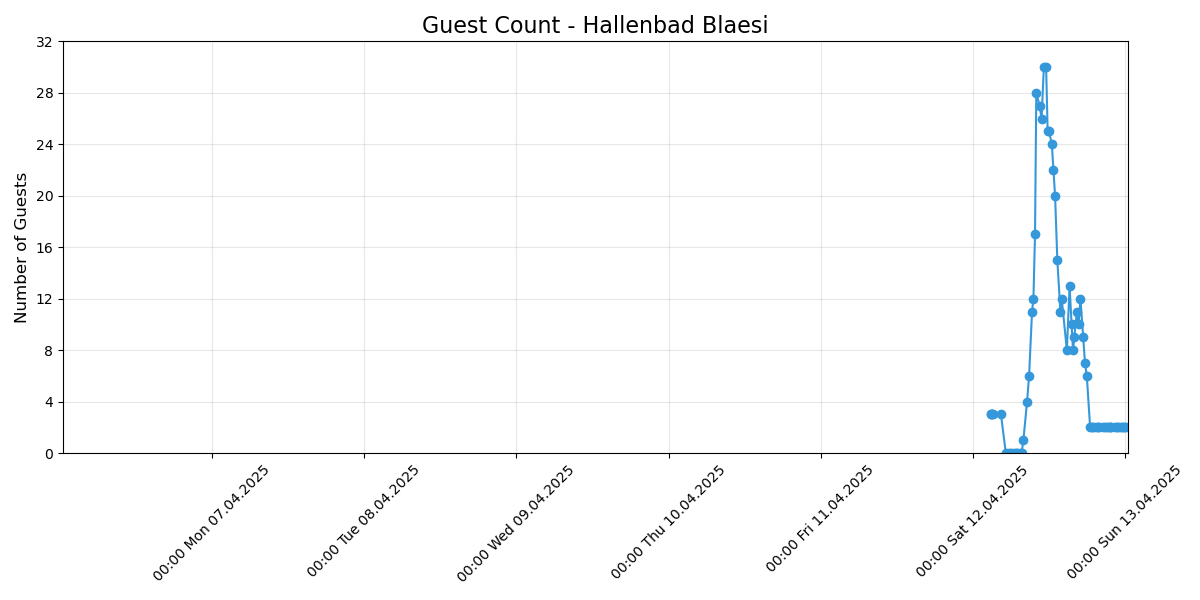 Guest Count - Hallenbad Blaesi
Number of Guests
32
28
24
20
16
12
8
4
0
00:00 Mon 07.04.2025
00:00 Tue 08.04.2025
00:00 Wed 09.04.2025
00:00 Thu 10.04.2025
00:00 Fri 11.04.2025
00:00 Sat 12.04.2025
00:00 Sun 13.04.2025